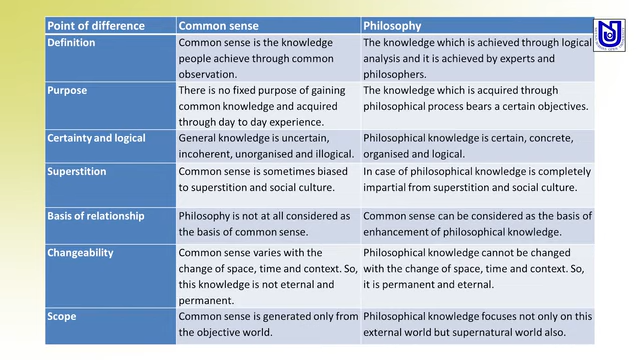 Point of difference Common sense Philosophy
Definition
Common sense is the knowledge
people achieve through common
observation.
The knowledge which is achieved through logical
analysis and it is achieved by experts and
philosophers.
Purpose
There is no fixed purpose of gaining
common knowledge and acquired
through day to day experience.
The knowledge which is acquired through
philosophical process bears a certain objectives.
Certainty and logical
General knowledge is uncertain,
incoherent, unorganised and illogical.
Philosophical knowledge is certain, concrete,
organised and logical.
Superstition
Common sense is sometimes biased
to superstition and social culture.
In case of philosophical knowledge is completely
impartial from superstition and social culture.
Basis of relationship
Philosophy is not at all considered as
the basis of common sense.
Common sense can be considered as the basis of
enhancement of philosophical knowledge.
Changeability
Common sense varies with the
change of space, time and context. So,
this knowledge is not eternal and
permanent.
Philosophical knowledge cannot be changed
with the change of space, time and context. So,
it is permanent and eternal.
Scope
Common sense is generated only from
the objective world.
Philosophical knowledge focuses not only on this
external world but supernatural world also.